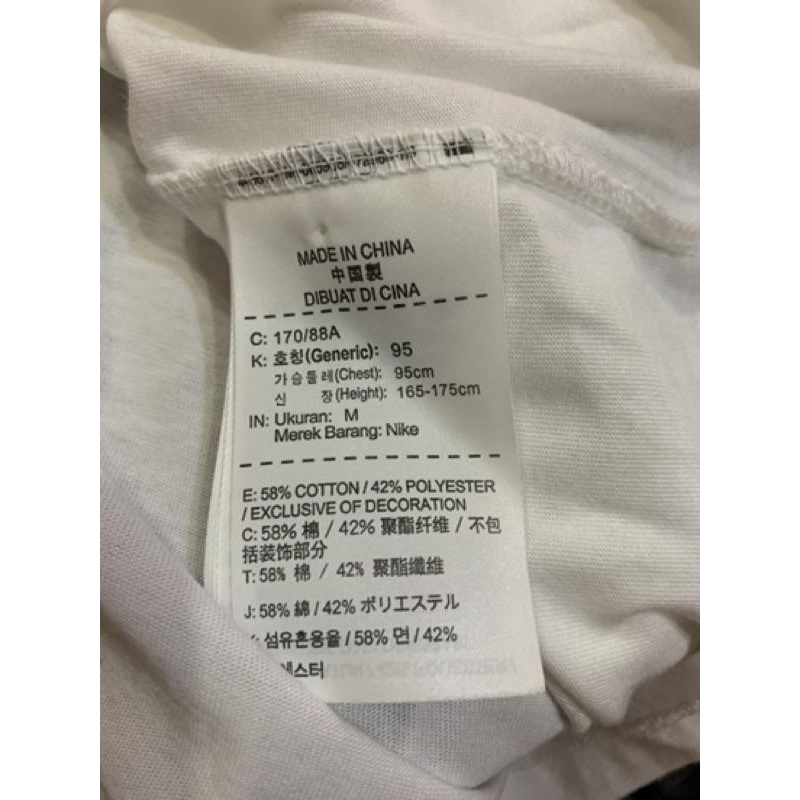 MADE IN CHINA
中国製
DIBUAT DI CINA
C: 170/88A
K: 호칭(Generic): 95
가슴둘레(Chest): 95cm
신 장(Height): 165-175cm
IN: Ukuran: M
Merek Barang: Nike
E: 58% COTTON / 42% POLYESTER
/ EXCLUSIVE OF DECORATION
C: 58% 棉 / 42% 聚酯纤维 / 不包
括装饰部分
T: 58% 棉 / 42% 聚酯纖維
J: 58% 綿 / 42% ポリエステル
섬유혼용율 / 58% 면 / 42%
에스터